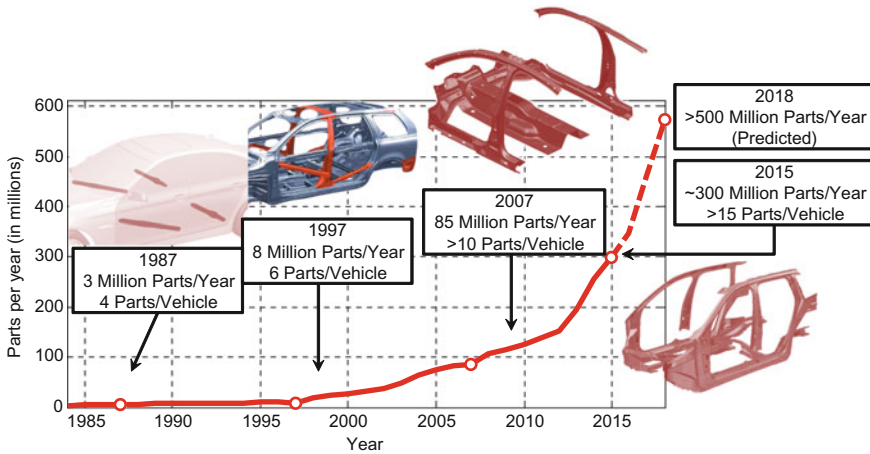 Parts per year (in millions)
600
500
400
300
200
100
0
1987
3 Million Parts/Year
4 Parts/Vehicle
1997
8 Million Parts/Year
6 Parts/Vehicle
2007
85 Million Parts/Year
>10 Parts/Vehicle
2018
>500 Million Parts/Year
(Predicted)
2015
~300 Million Parts/Year
>15 Parts/Vehicle
1985
1990
1995
2000
2005
2010
2015
Year